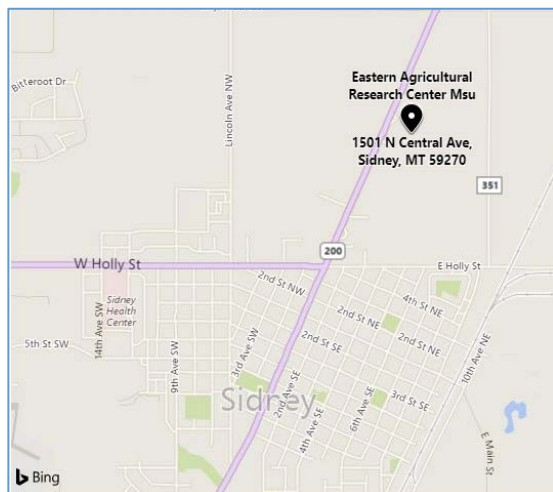 Bitteroot Dr
Lincoln Ave NW
Eastern Agricultural
Research Center Msu
1501 N Central Ave,
Sidney, MT 59270
351
200
W Holly St
E Holly St
2nd St NW
4th St NE
2nd St NE
2nd St NE
Sidney
Health
Center
14th Ave SW
5th St SW
9th Ave SW
3rd Ave SW
2nd St SE
10th Ave NE
Sidney
2nd Ave SE
3rd St SE
4th Ave SE
6th Ave SE
E Main St
Bing